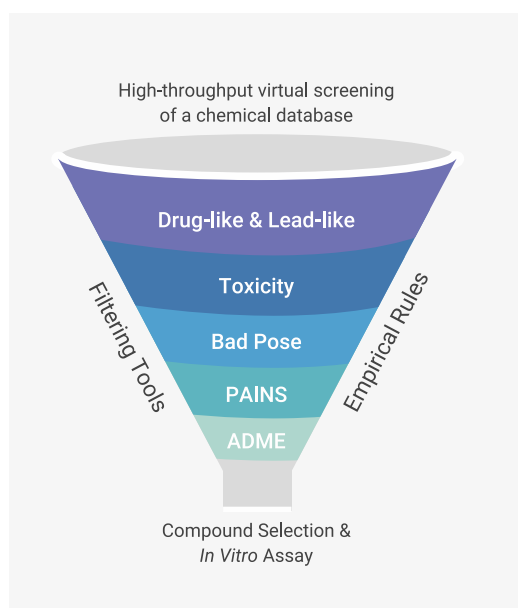 High-throughput virtual screening
of a chemical database
Drug-like & Lead-like
Toxicity
Bad Pose
PAINS
ADME
Filtering Tools
Empirical Rules
Compound Selection &
In Vitro Assay